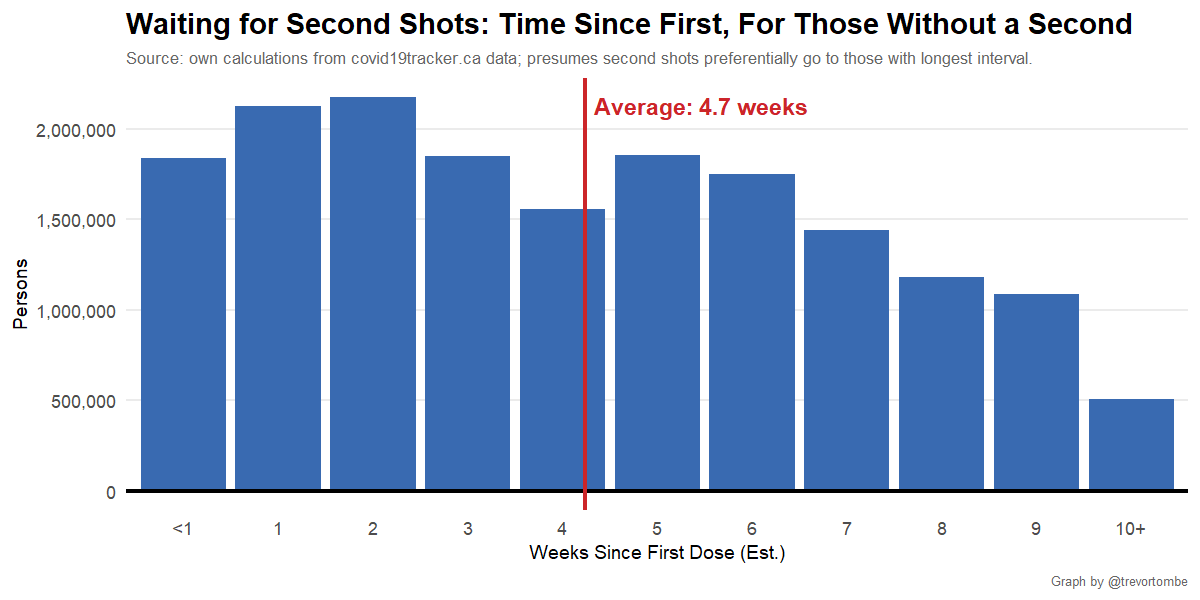 Waiting for Second Shots: Time Since First, For Those Without a Second
Source: own calculations from covid19tracker.ca data; presumes second shots preferentially go to those with longest interval.
Average: 4.7 weeks
2,000,000
1,500,000
1,000,000
500,000
0
Persons
<1 1 2 3 4 5 6 7 8 9 10+
Weeks Since First Dose (Est.)
Graph by @trevortombe